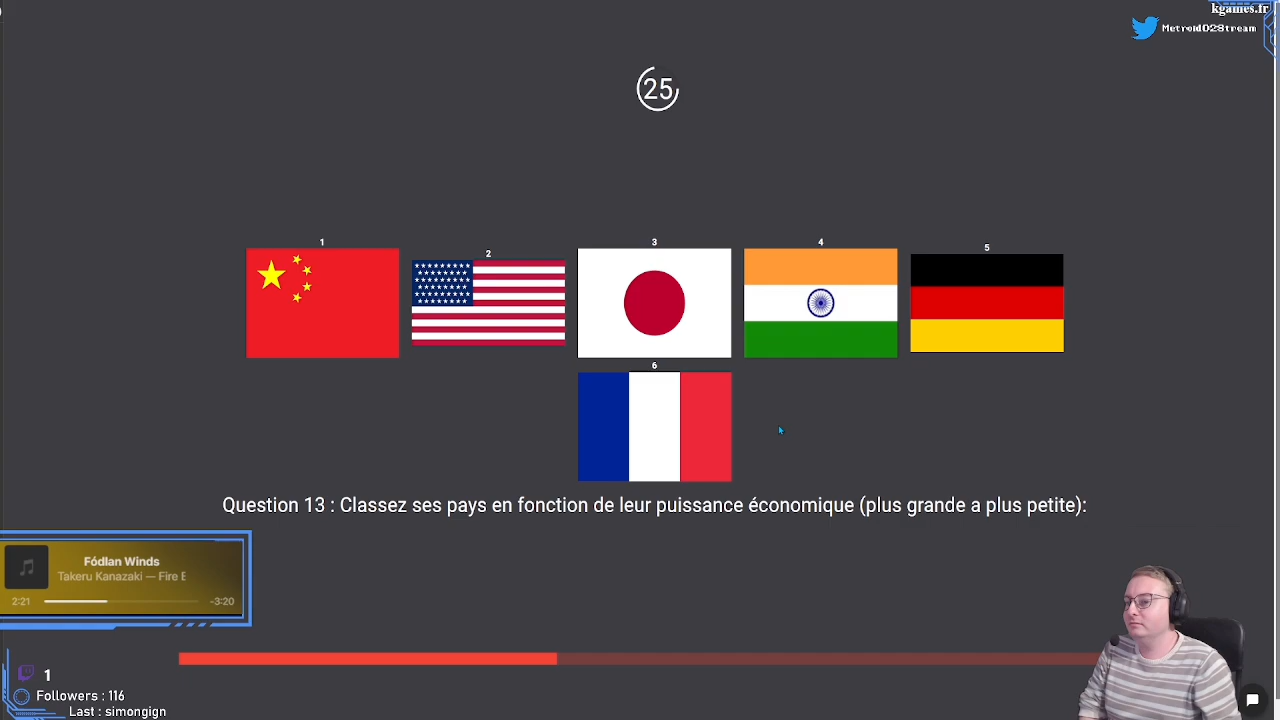 kgames.fr
MetroidD28tream
25
1
2
3
4
5
6
Question 13 : Classez ses pays en fonction de leur puissance économique (plus grande a plus petite):
Fódlan Winds
Takeru Kanazaki — Fire E
2:21
-3:20
1
Followers : 116
Last : simongign